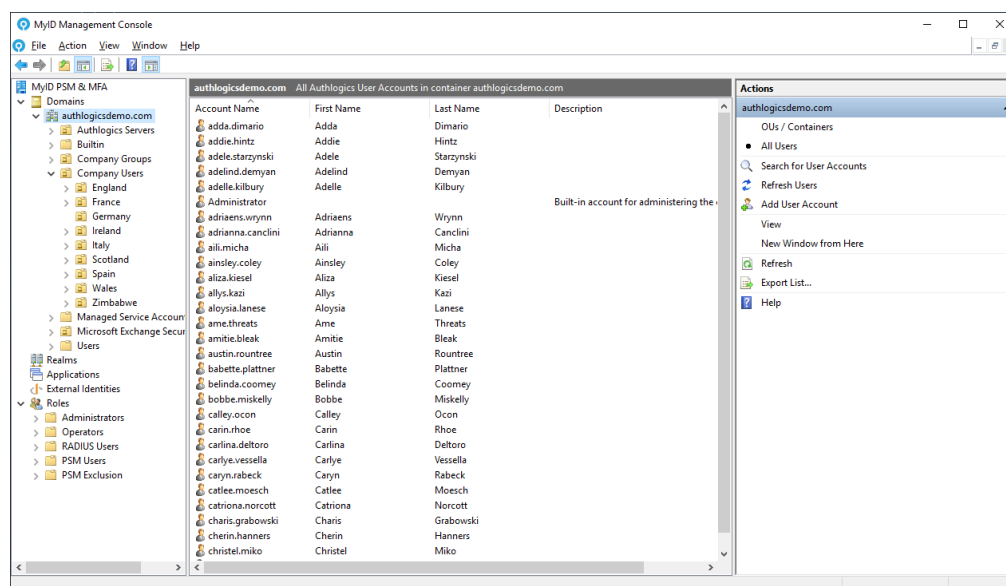 MyID Management Console
File Action View Window Help
MyID PSM & MFA
Domains
authlogicsdemo.com
Authlogics Servers
Builtin
Company Groups
Company Users
England
France
Germany
Ireland
Italy
Scotland
Spain
Wales
Zimbabwe
Managed Service Accoun
Microsoft Exchange Secur
Users
Realms
Applications
External Identities
Roles
Administrators
Operators
RADIUS Users
PSM Users
PSM Exclusion
authlogicsdemo.com All Authlogics User Accounts in container authlogicsdemo.com
Account Name First Name Last Name Description
adda.dimario Adda Dimario
addie.hintz Addie Hintz
adele.starzynski Adele Starzynski
adelind.demyan Adelind Demyan
adelle.kilbury Adelle Kilbury
Administrator Built-in account for administering the
adriaens.wrynn Adriaens Wrynn
adrianna.canclini Adrianna Canclini
aili.micha Aili Micha
ainsley.coley Ainsley Coley
aliza.kiesel Aliza Kiesel
allys.kazi Allys Kazi
aloysia.lanese Aloysia Lanese
ame.threats Ame Threats
amitie.bleak Amitie Bleak
austin.rountree Austin Rountree
babette.plattner Babette Plattner
belinda.coomey Belinda Coomey
bobbe.miskelly Bobbe Miskelly
calley.ocon Calley Ocon
carin.rhoe Carin Rhoe
carlina.deltoro Carlina Deltoro
carlye.vessella Carlye Vessella
caryn.rabeck Caryn Rabeck
catlee.moesch Catlee Moesch
catriona.norcott Catriona Norcott
charis.grabowski Charis Grabowski
cherin.hanners Cherin Hanners
christel.miko Christel Miko
Actions
authlogicsdemo.com
OUs / Containers
All Users
Search for User Accounts
Refresh Users
Add User Account
View
New Window from Here
Refresh
Export List...
Help